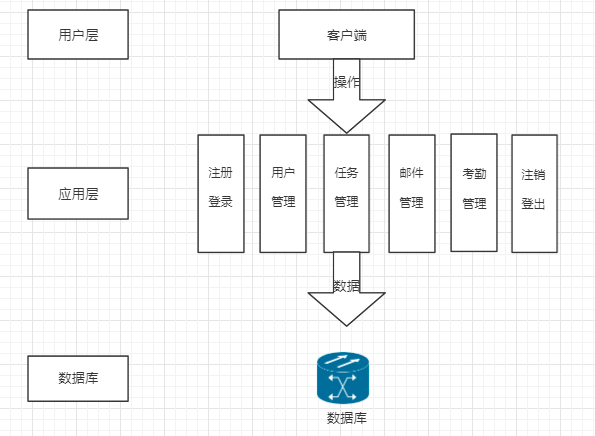 用户层
客户端
操作
应用层
注册
登录
用户
管理
任务
管理
邮件
管理
考勤
管理
注销
登出
数据
数据库
数据库